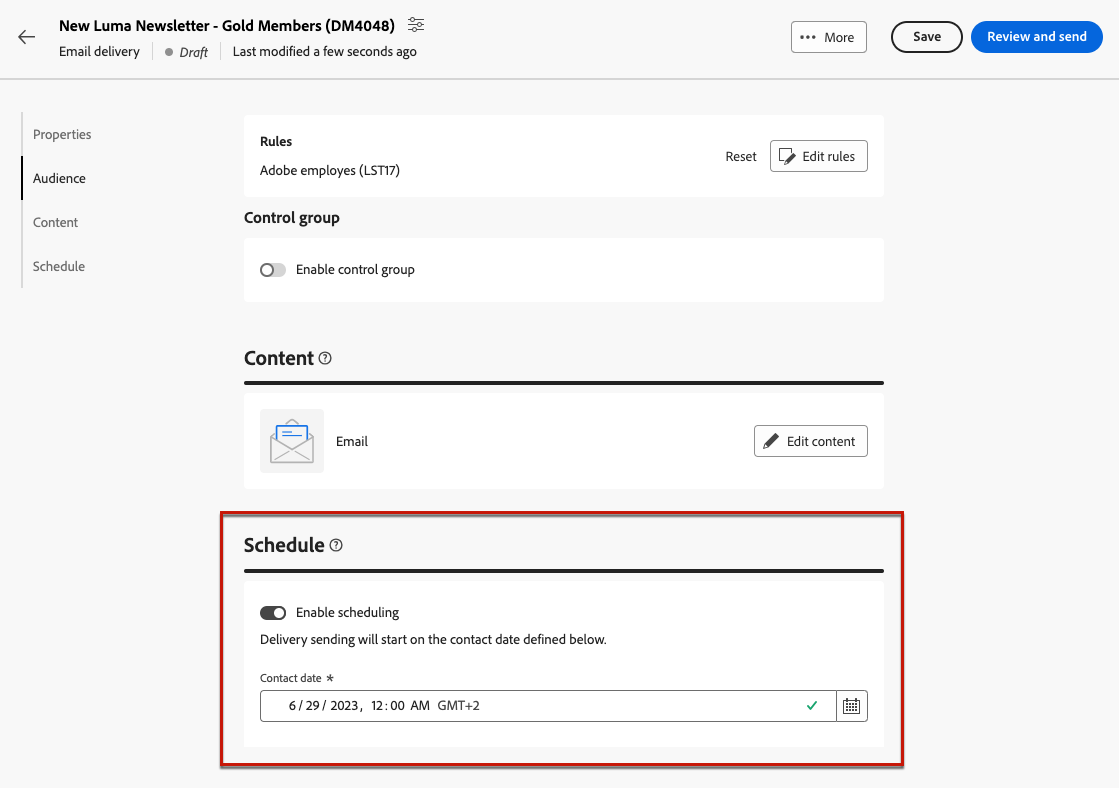 New Luma Newsletter - Gold Members (DM4048)
Email delivery
Draft
Last modified a few seconds ago
More
Save
Review and send
Properties
Audience
Content
Schedule
Rules
Adobe employes (LST17)
Reset
Edit rules
Control group
Enable control group
Content
Email
Edit content
Schedule
Enable scheduling
Delivery sending will start on the contact date defined below.
Contact date *
6/29/2023, 12:00 AM GMT+2